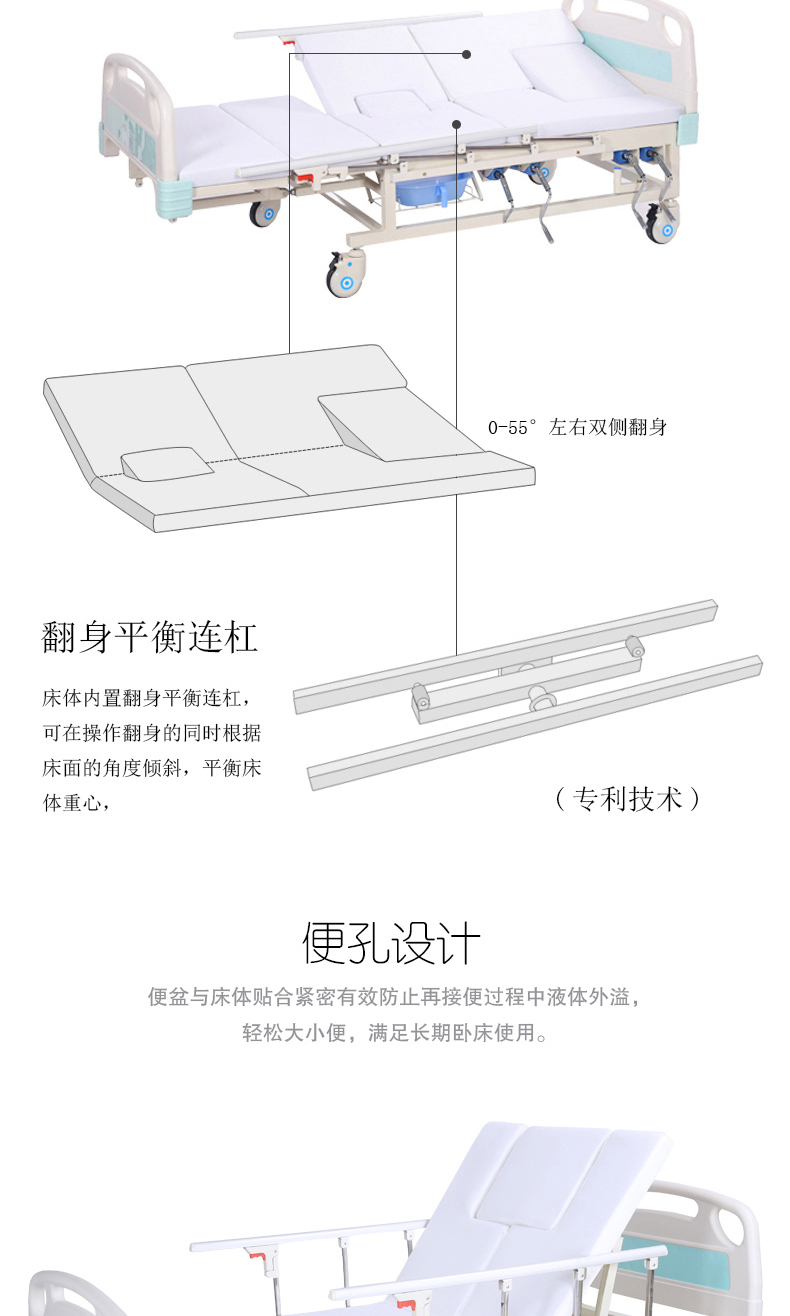 0-55° 左右双侧翻身
翻身平衡连杠
床体内置翻身平衡连杠，
可在操作翻身的同时根据
床面的角度倾斜，平衡床
体重心，
（专利技术）
便孔设计
便盆与床体贴合紧密有效防止再接便过程中液体外溢，
轻松大小便，满足长期卧床使用。